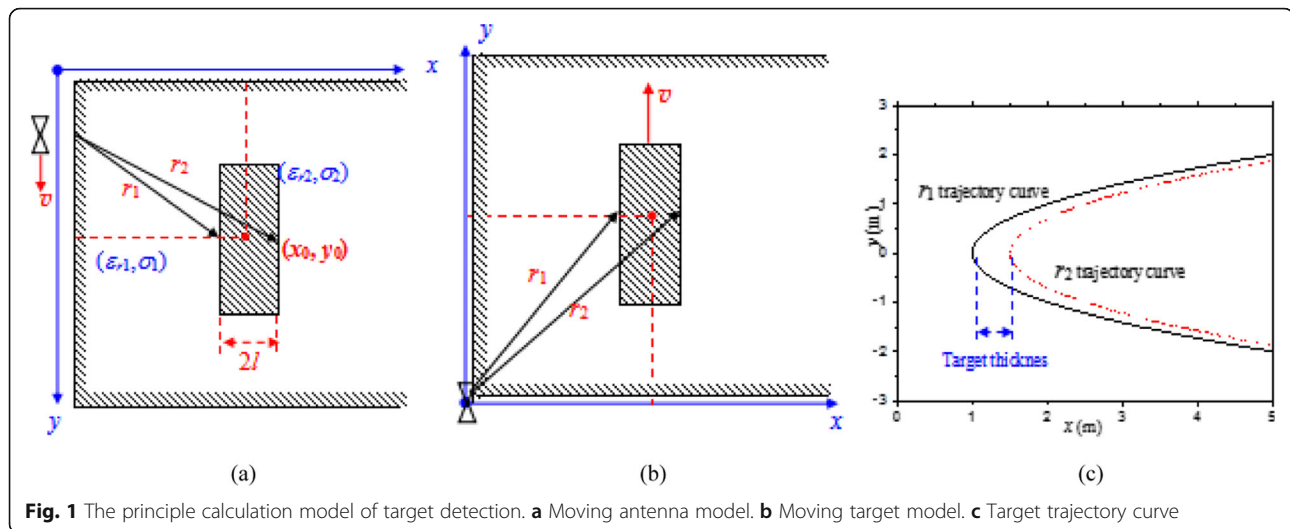 x
y
v
r1
r2
(εr2,σ2)
(x0, y0)
(εr1,σ1)
2l
(a)
y
v
r1
r2
x
(b)
3
2
1
0
-1
-2
-3
y (m)
r1 trajectory curve
r2 trajectory curve
Target thicknes
0
1
2
3
4
5
X (m)
(c)
Fig. 1 The principle calculation model of target detection. a Moving antenna model. b Moving target model. c Target trajectory curve